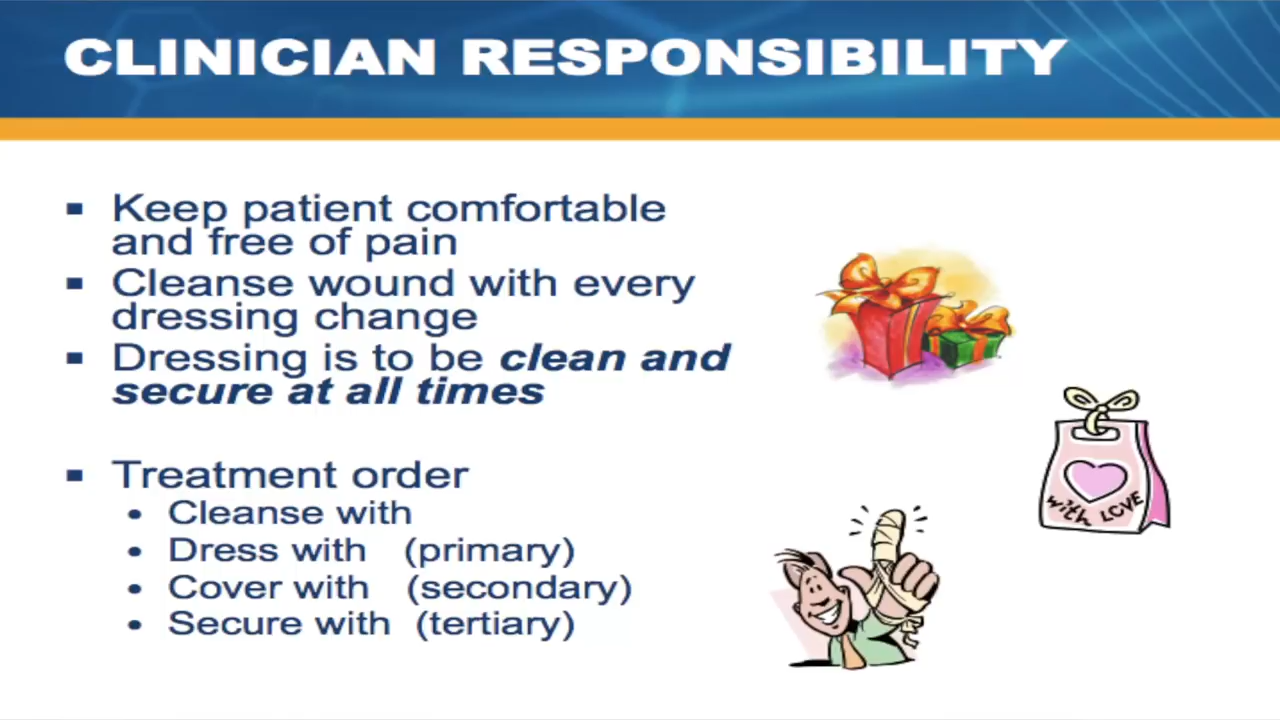 CLINICIAN RESPONSIBILITY
▪ Keep patient comfortable
and free of pain
▪ Cleanse wound with every
dressing change
▪ Dressing is to be clean and
secure at all times
▪ Treatment order
• Cleanse with
• Dress with (primary)
• Cover with (secondary)
• Secure with (tertiary)
with LOVE